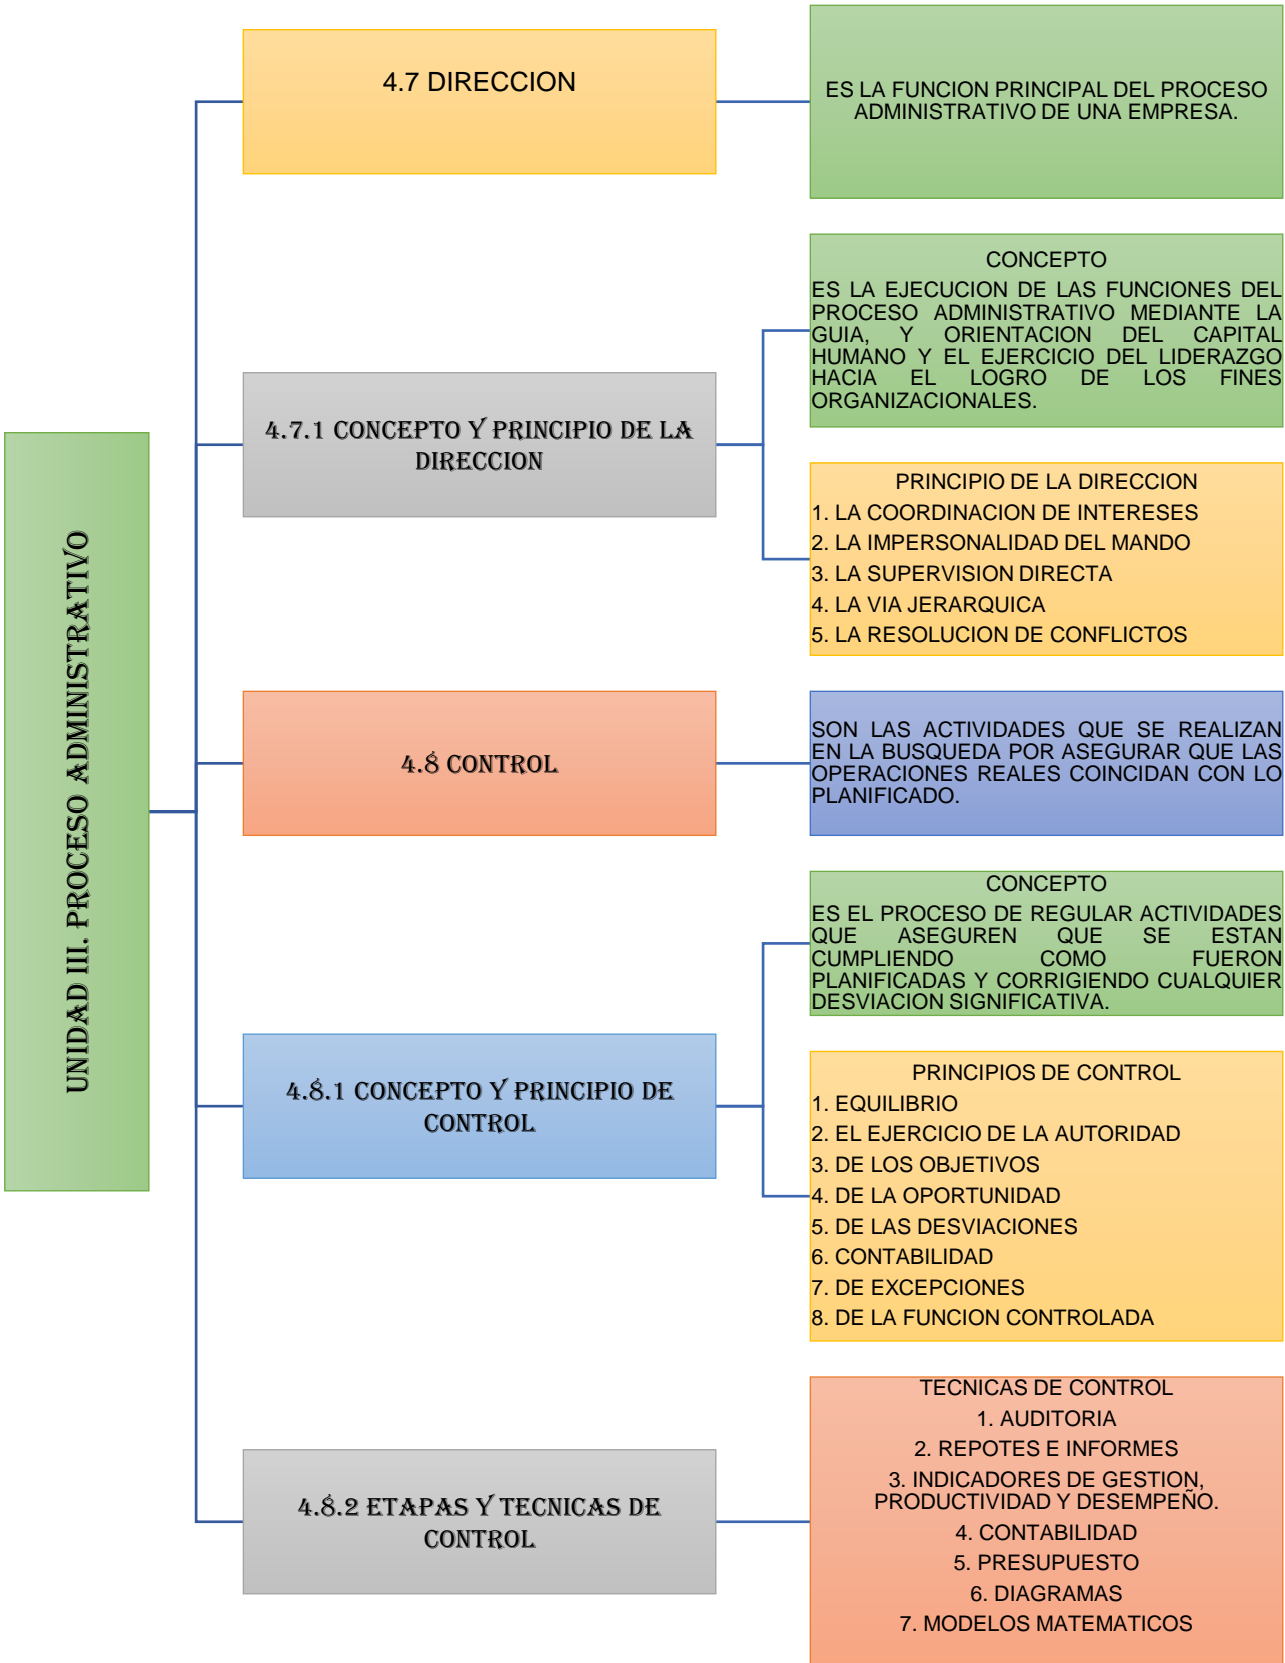 UNIDAD III. PROCESO ADMINISTRATIVO
4.7 DIRECCION
ES LA FUNCION PRINCIPAL DEL PROCESO
ADMINISTRATIVO DE UNA EMPRESA.
4.7.1 CONCEPTO Y PRINCIPIO DE LA
DIRECCION
CONCEPTO
ES LA EJECUCION DE LAS FUNCIONES DEL
PROCESO ADMINISTRATIVO MEDIANTE LA
GUIA, Y ORIENTACION DEL CAPITAL
HUMANO Y EL EJERCICIO DEL LIDERAZGO
HACIA EL LOGRO DE LOS FINES
ORGANIZACIONALES.
PRINCIPIO DE LA DIRECCION
1. LA COORDINACION DE INTERESES
2. LA IMPERSONALIDAD DEL MANDO
3. LA SUPERVISION DIRECTA
4. LA VIA JERARQUICA
5. LA RESOLUCION DE CONFLICTOS
4.8 CONTROL
SON LAS ACTIVIDADES QUE SE REALIZAN
EN LA BUSQUEDA POR ASEGURAR QUE LAS
OPERACIONES REALES COINCIDAN CON LO
PLANIFICADO.
4.8.1 CONCEPTO Y PRINCIPIO DE
CONTROL
CONCEPTO
ES EL PROCESO DE REGULAR ACTIVIDADES
QUE ASEGUREN QUE SE ESTAN
CUMPLIENDO COMO FUERON
PLANIFICADAS Y CORRIGIENDO CUALQUIER
DESVIACION SIGNIFICATIVA.
PRINCIPIOS DE CONTROL
1. EQUILIBRIO
2. EL EJERCICIO DE LA AUTORIDAD
3. DE LOS OBJETIVOS
4. DE LA OPORTUNIDAD
5. DE LAS DESVIACIONES
6. CONTABILIDAD
7. DE EXCEPCIONES
8. DE LA FUNCION CONTROLADA
4.8.2 ETAPAS Y TECNICAS DE
CONTROL
TECNICAS DE CONTROL
1. AUDITORIA
2. REPOTES E INFORMES
3. INDICADORES DE GESTION,
PRODUCTIVIDAD Y DESEMPEÑO.
4. CONTABILIDAD
5. PRESUPUESTO
6. DIAGRAMAS
7. MODELOS MATEMATICOS